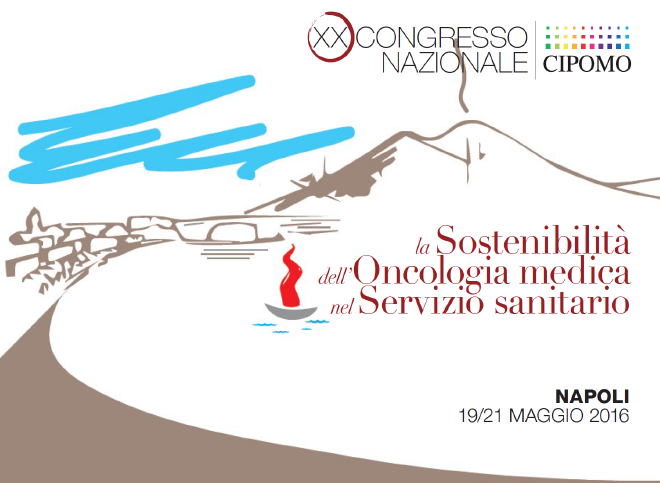 XX CONGRESSO
NAZIONALE
CIPOMO
la Sostenibilità
dell'Oncologia medica
nel Servizio sanitario
NAPOLI
19/21 MAGGIO 2016